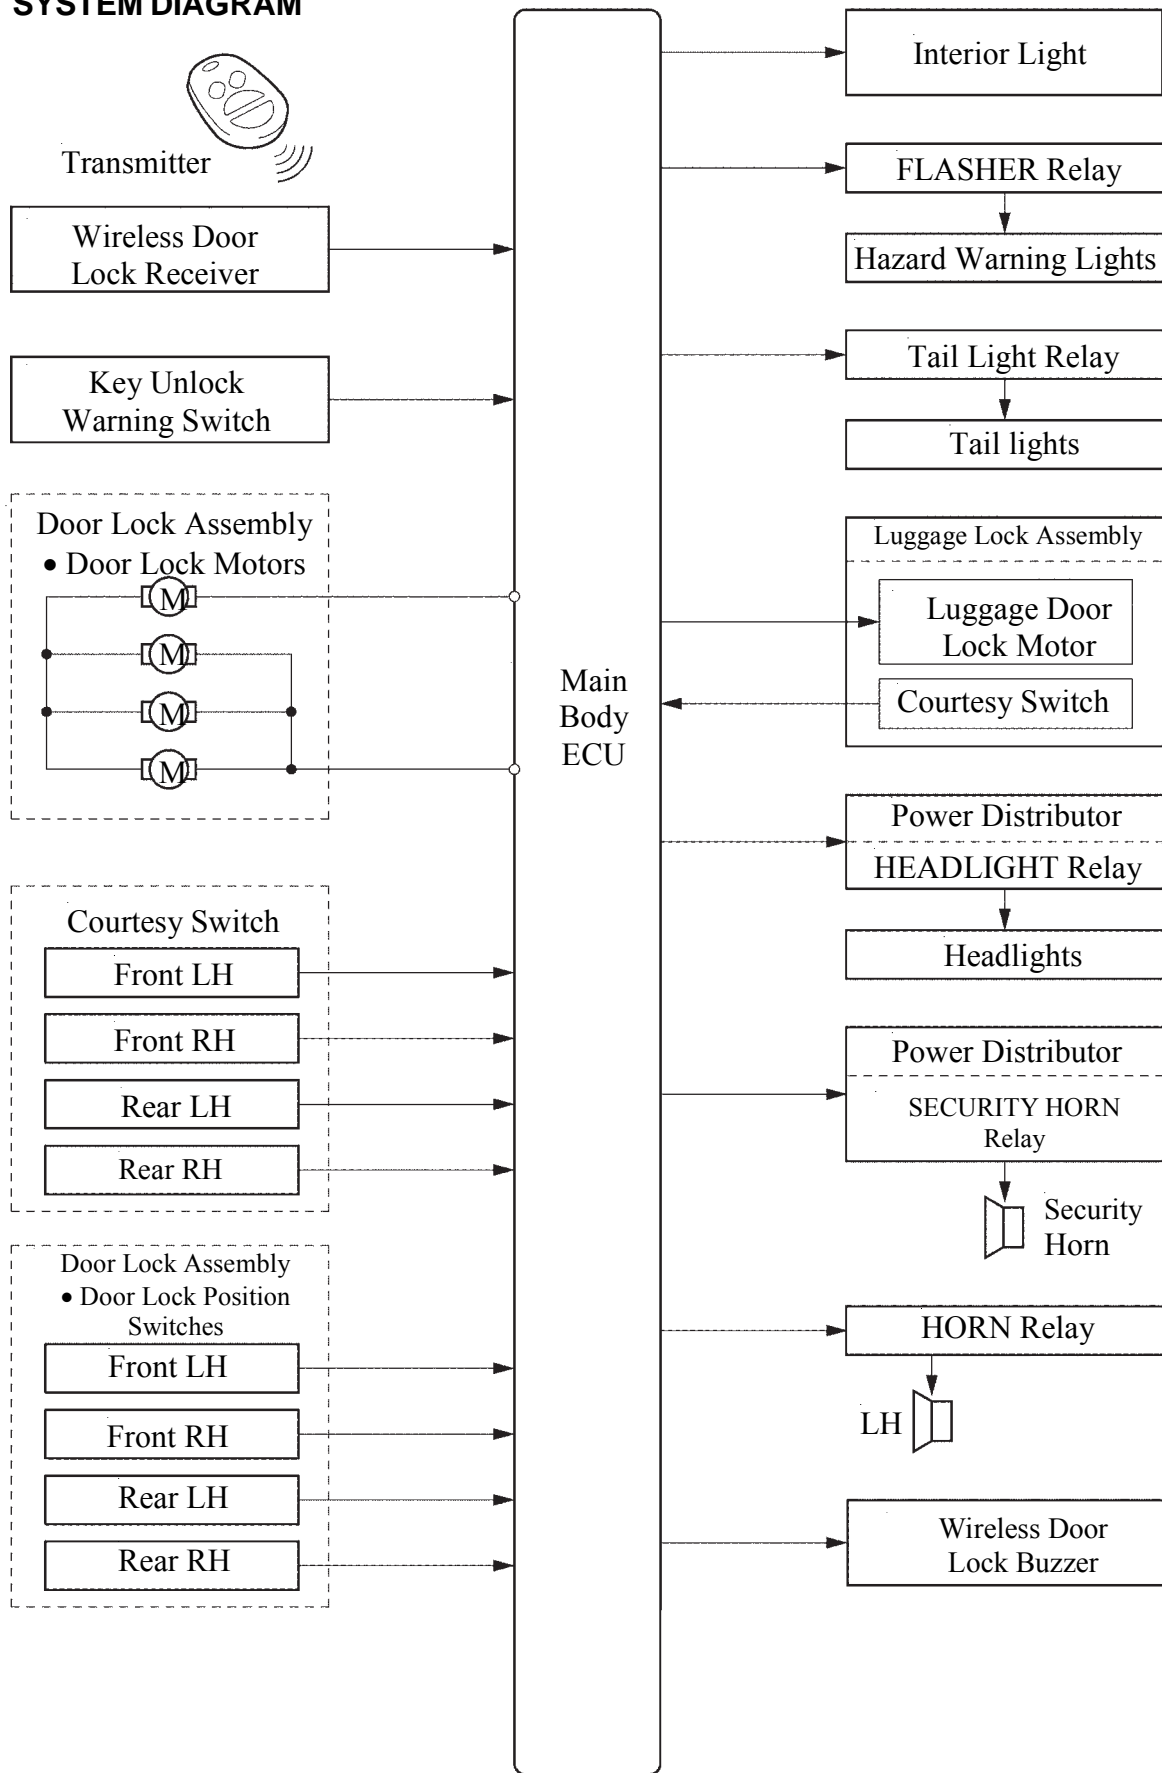 SYSTEM DIAGRAM
Transmitter
Wireless Door
Lock Receiver
Key Unlock
Warning Switch
Door Lock Assembly
• Door Lock Motors
M
M
M
M
Courtesy Switch
Front LH
Front RH
Rear LH
Rear RH
Door Lock Assembly
• Door Lock Position
Switches
Front LH
Front RH
Rear LH
Rear RH
Main
Body
ECU
Interior Light
FLASHER Relay
Hazard Warning Lights
Tail Light Relay
Tail lights
Luggage Lock Assembly
Luggage Door
Lock Motor
Courtesy Switch
Power Distributor
HEADLIGHT Relay
Headlights
Power Distributor
SECURITY HORN
Relay
Security
Horn
HORN Relay
LH
Wireless Door
Lock Buzzer